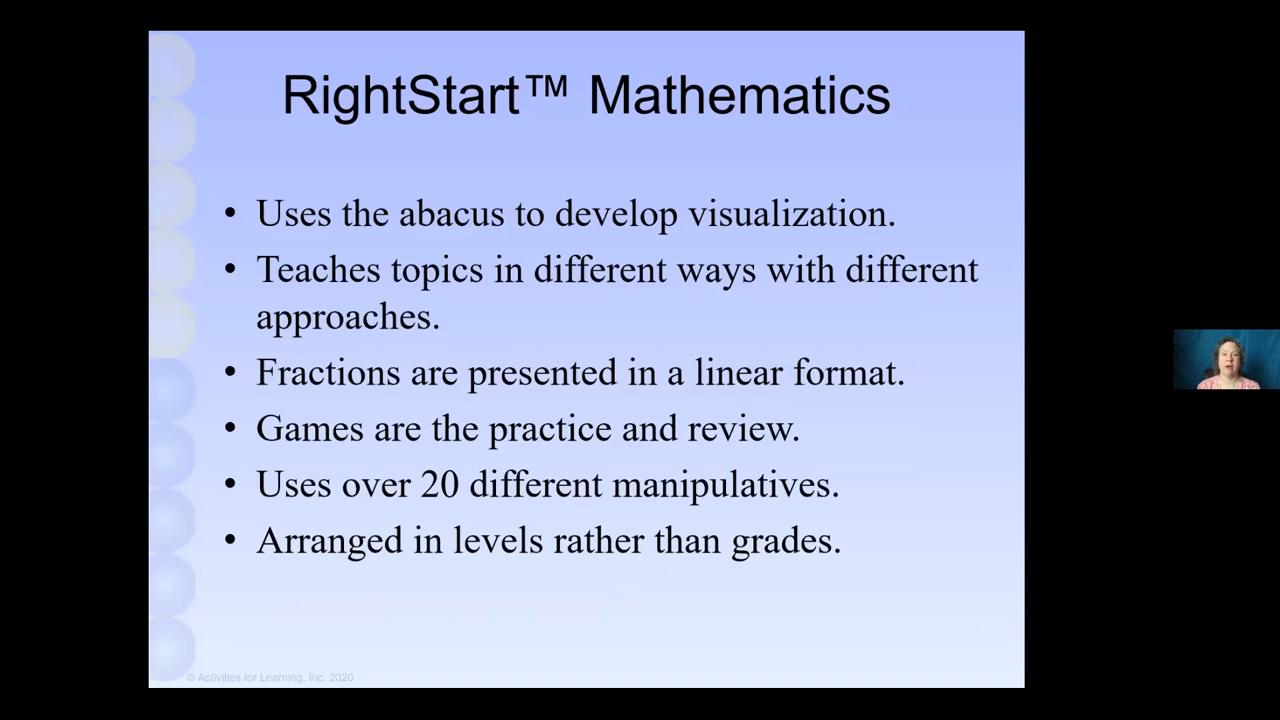 RightStart™ Mathematics
• Uses the abacus to develop visualization.
• Teaches topics in different ways with different
approaches.
• Fractions are presented in a linear format.
• Games are the practice and review.
• Uses over 20 different manipulatives.
• Arranged in levels rather than grades.
© Activities for Learning, Inc. 2020